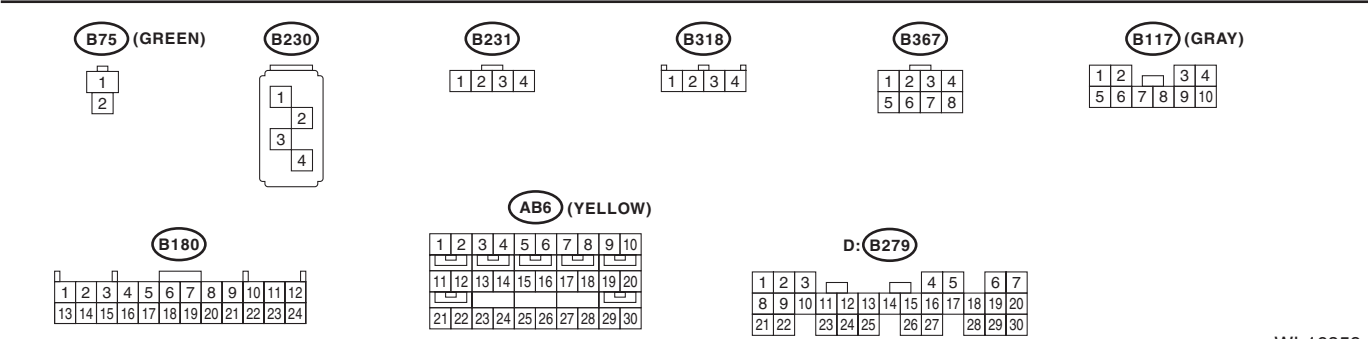 B75 (GREEN)
B230
B231
B318
B367
B117 (GRAY)
1
2
1
2
3
4
1 2 3 4
1 2 3 4
1 2 3 4
5 6 7 8
1 2 3 4
5 6 7 8 9 10
B180
AB6 (YELLOW)
D: B279
1 2 3 4 5 6 7 8 9 10 11 12
13 14 15 16 17 18 19 20 21 22 23 24
1 2 3 4 5 6 7 8 9 10
11 12 13 14 15 16 17 18 19 20
21 22 23 24 25 26 27 28 29 30
1 2 3 4 5 6 7
8 9 10 11 12 13 14 15 16 17 18 19 20
21 22 23 24 25 26 27 28 29 30